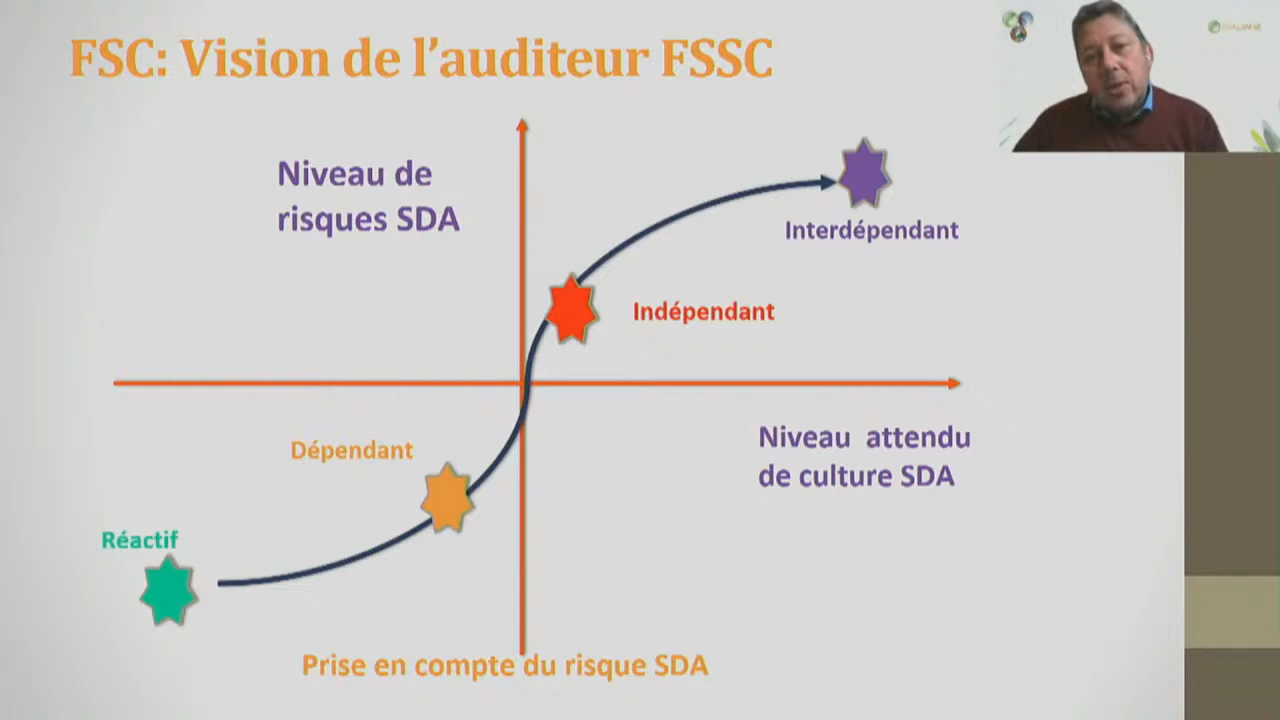 FSC: Vision de l’auditeur FSSC
Niveau de
risques SDA
Interdépendant
Indépendant
Niveau attendu
de culture SDA
Dépendant
Réactif
Prise en compte du risque SDA